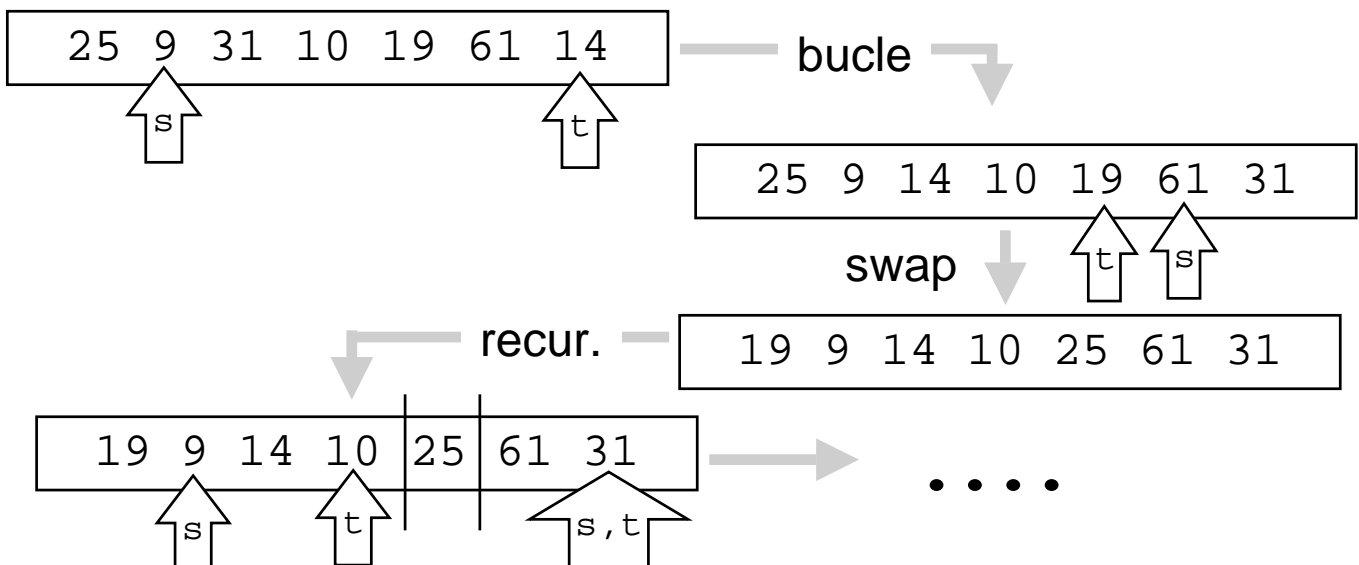 25 9 31 10 19 61 14
bucle
s
t
25 9 14 10 19 61 31
swap
t
s
recur.
19 9 14 10 25 61 31
19 9 14 10 25 61 31
....
s
t
s,t